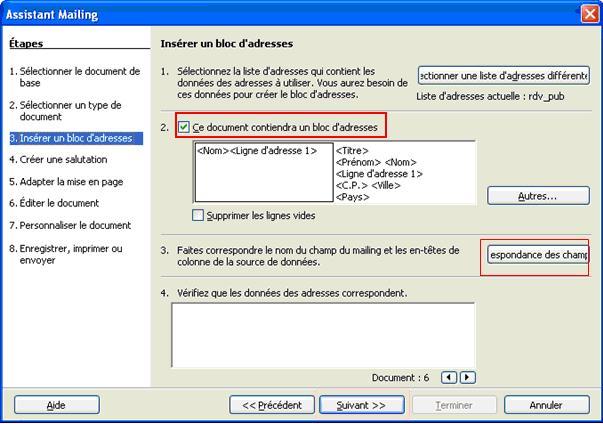 Assistant Mailing
Étapes
1. Sélectionner le document de
base
2. Sélectionner un type de
document
3. Insérer un bloc d'adresses
4. Créer une salutation
5. Adapter la mise en page
6. Éditer le document
7. Personnaliser le document
8. Enregistrer, imprimer ou
envoyer
Insérer un bloc d'adresses
1. Sélectionnez la liste d'adresses qui contient les
données des adresses à utiliser. Vous aurez besoin de
ces données pour créer le bloc d'adresses.
ectionner une liste d'adresses différente
Liste d'adresses actuelle : rdv_pub
2. Ce document contiendra un bloc d'adresses
<Nom><Ligne d'adresse 1>
<Titre>
<Prénom> <Nom>
<Ligne d'adresse 1>
<C.P.> <Ville>
<Pays>
Autres...
Supprimer les lignes vides
3. Faites correspondre le nom du champ du mailing et les en-têtes de
colonne de la source de données.
espondance des champ
4. Vérifiez que les données des adresses correspondent.
Document : 6
Aide
<< Précédent
Suivant >>
Terminer
Annuler